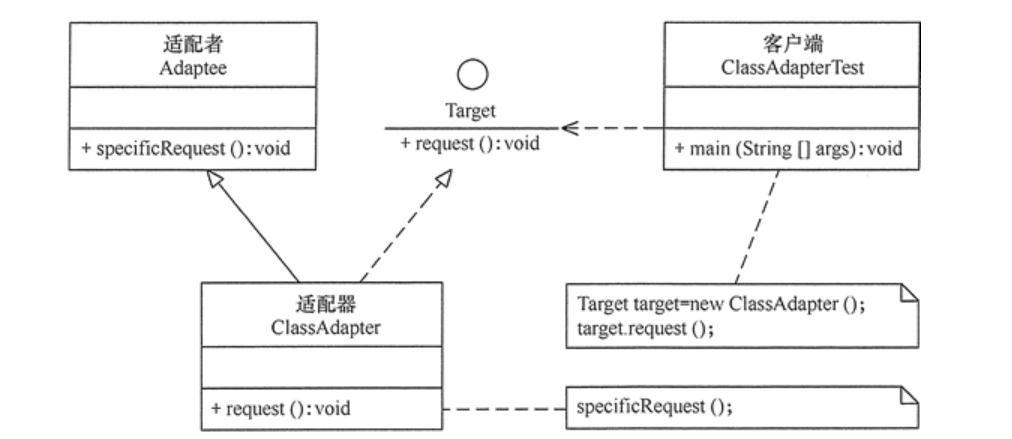 适配者
Adaptee
+ specificRequest ():void
Target
+ request ():void
客户端
ClassAdapterTest
+ main (String [] args):void
适配器
ClassAdapter
+ request ():void
Target target=new ClassAdapter ();
target.request ();
specificRequest ();